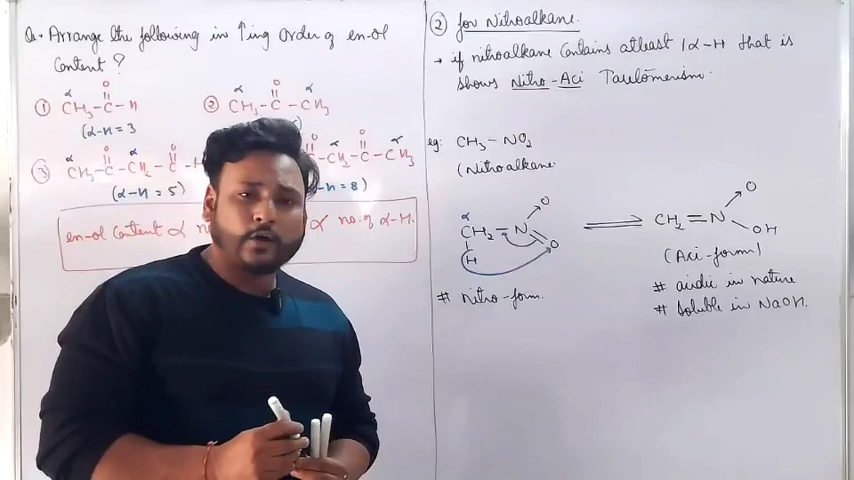 Q. Arrange the following in ↑ing order of en-ol
Content?
① CH3-C-H
O
α
(α-H = 3
② CH3-C-CH3
O
α
③ CH3-C-CH2-C-H
O
O
α
α
(α-H = 5)
C-CH2-C-CH3
O
O
α
α
-H = 8)
en-ol Content α no
α no. of α-H.
② for Nitroalkane.
→ if nitroalkane Contains atleast 1α-H that is
shows Nitro-Aci Tautomerism.
eg: CH3-NO2
(Nitroalkane
α
CH2-N
H
O
O
⇌
CH2=N
O
OH
(Aci-form)
# Nitro-form.
# acidic in nature
# Soluble in NaOH.